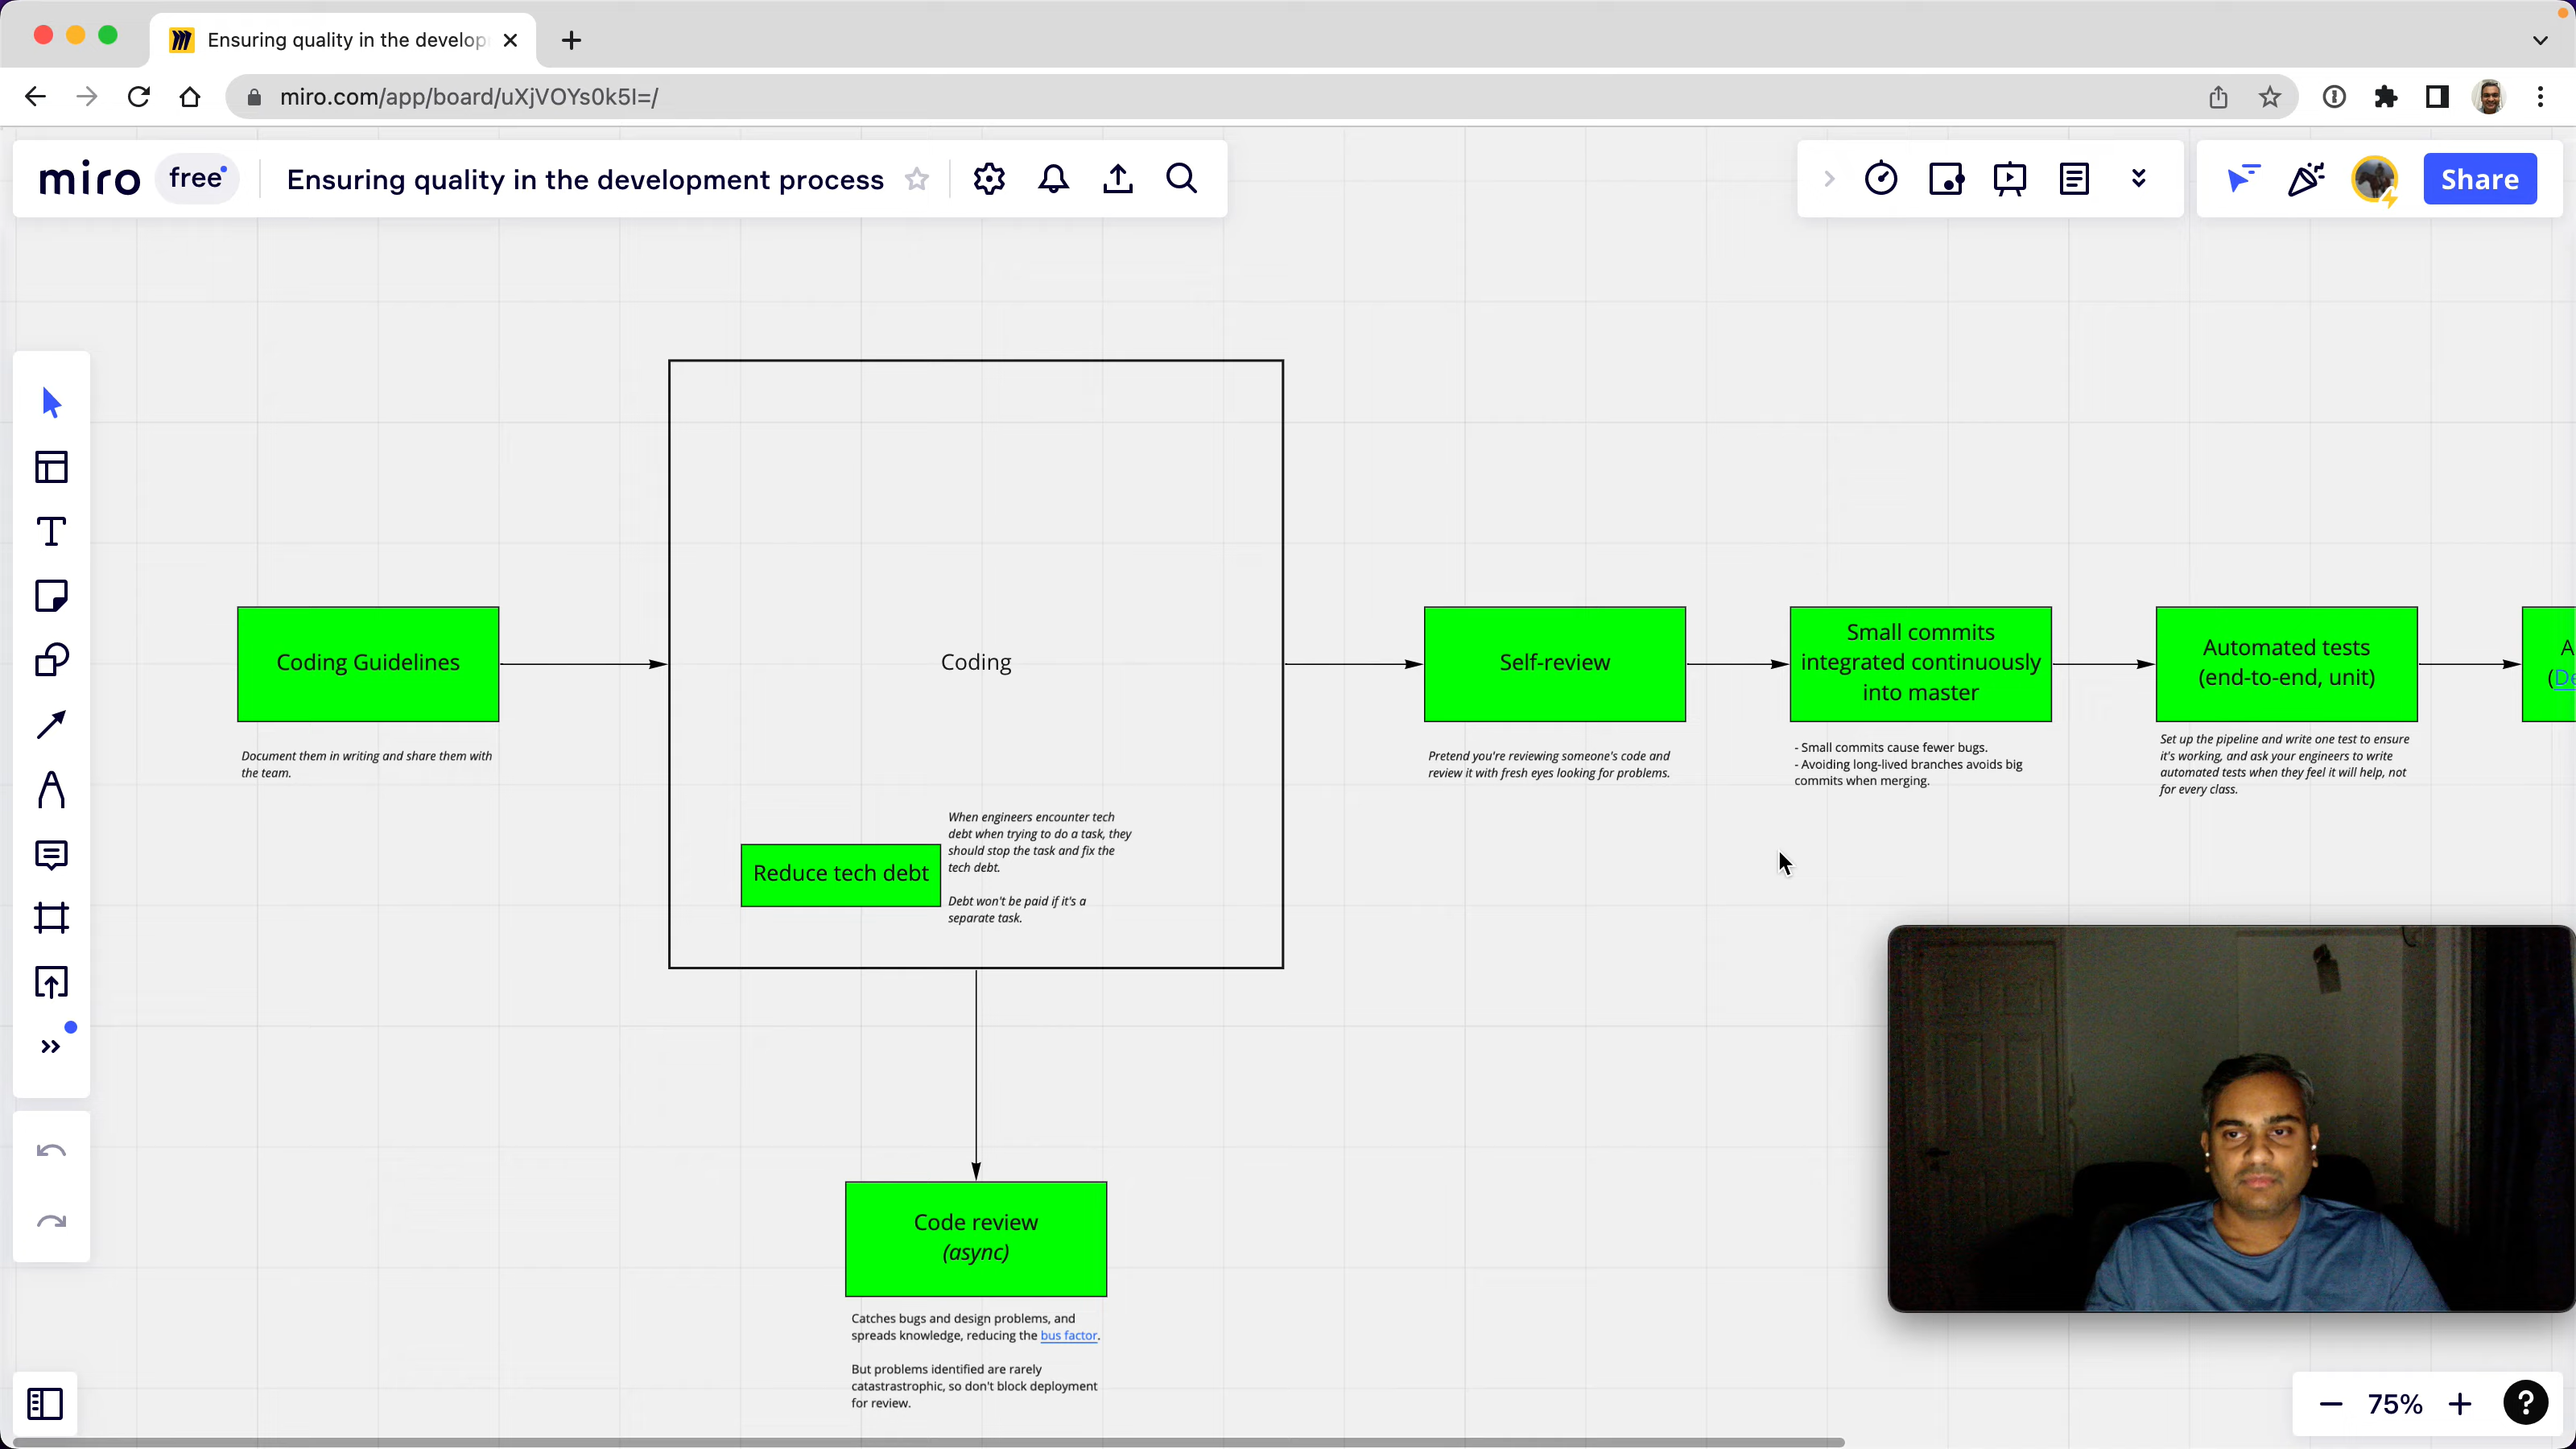 Ensuring quality in the develop
miro.com/app/board/uXjVOYs0k5I=/
miro
free
Ensuring quality in the development process
Share
Coding Guidelines
Document them in writing and share them with
the team.
Coding
Reduce tech debt
When engineers encounter tech
debt when trying to do a task, they
should stop the task and fix the
tech debt.
Debt won't be paid if it's a
separate task.
Self-review
Pretend you're reviewing someone's code and
review it with fresh eyes looking for problems.
Small commits
integrated continuously
into master
- Small commits cause fewer bugs.
- Avoiding long-lived branches avoids big
commits when merging.
Automated tests
(end-to-end, unit)
Set up the pipeline and write one test to ensure
it's working, and ask your engineers to write
automated tests when they feel it will help, not
for every class.
A
(De
Code review
(async)
Catches bugs and design problems, and
spreads knowledge, reducing the bus factor.
But problems identified are rarely
catastrastrophic, so don't block deployment
for review.
75%